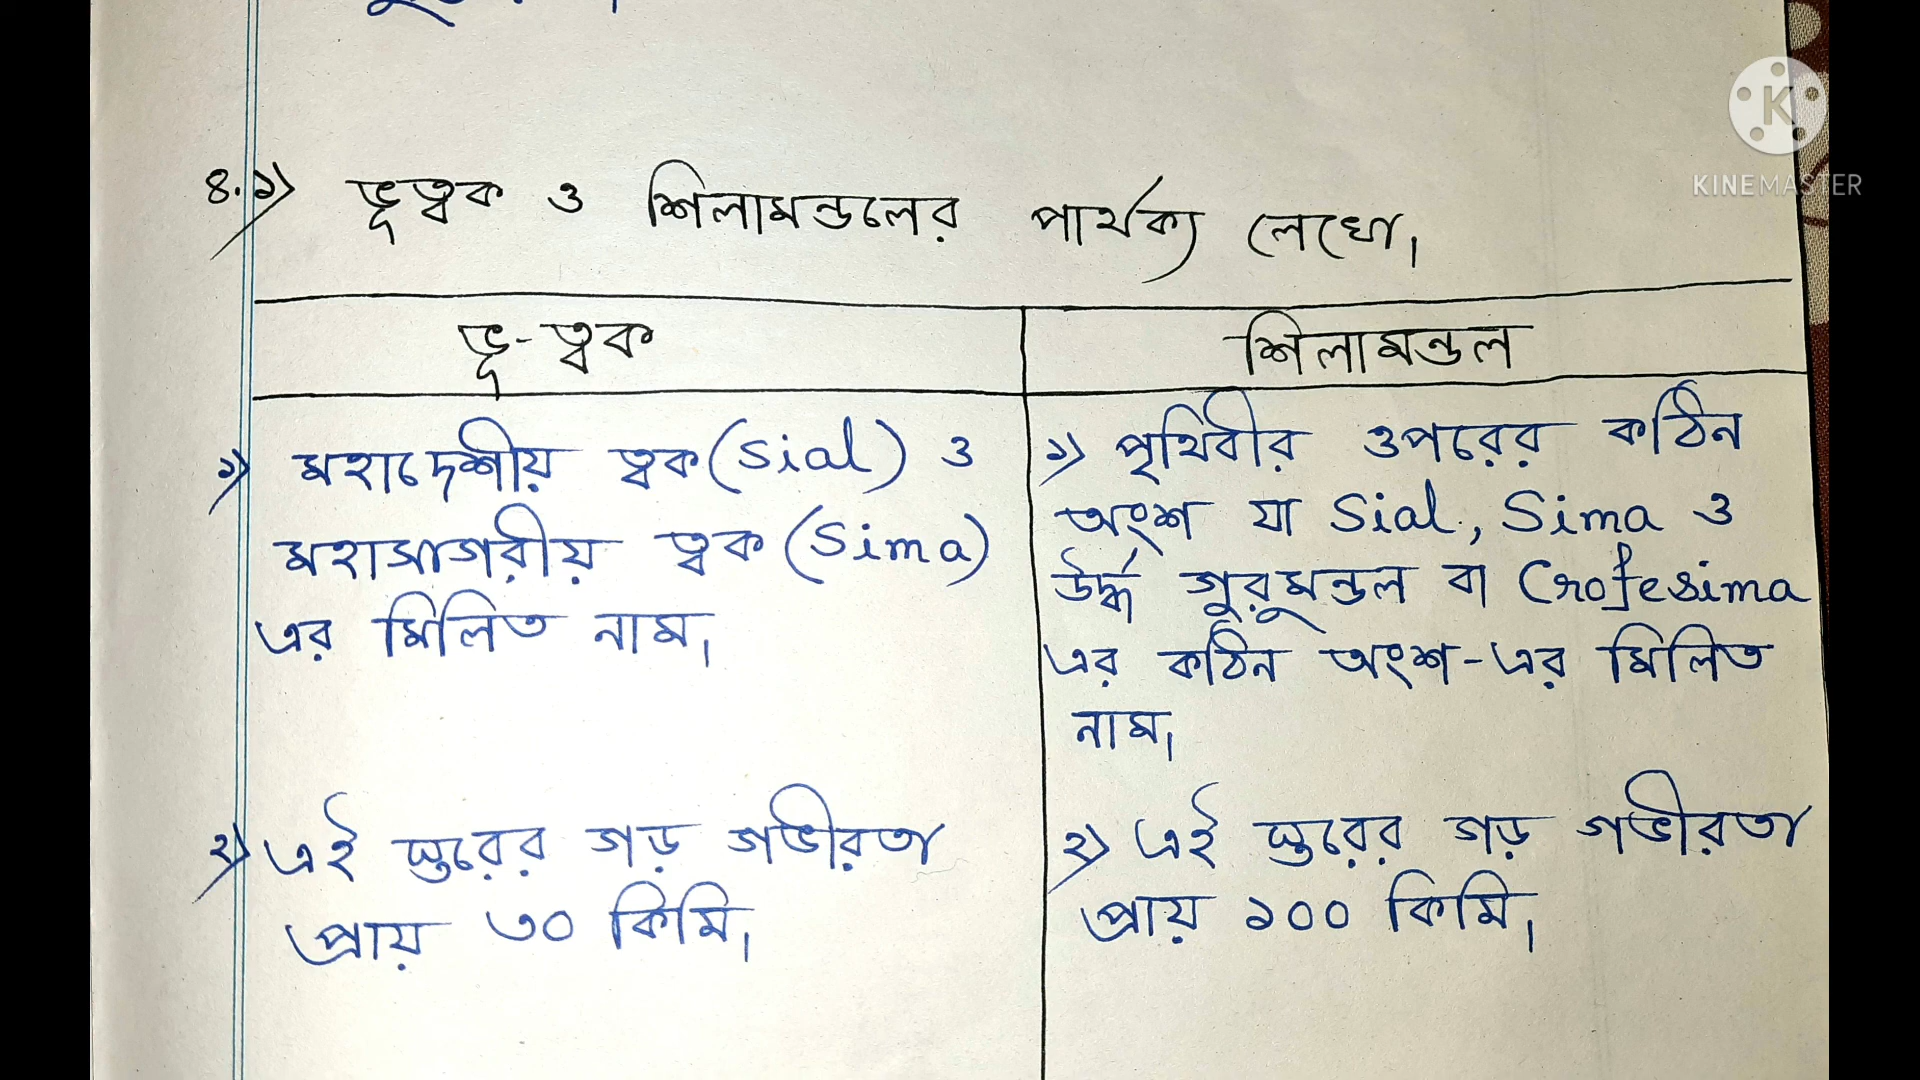 ৪.১) ভূত্বক ও শিলামন্ডলের পার্থক্য লেখো।
ভূ-ত্বক
শিলামন্ডল
১) মহাদেশীয় ত্বক (Sial) ও
মহাসাগরীয় ত্বক (Sima)
এর মিলিত নাম।
১) পৃথিবীর ওপরের কঠিন
অংশ যা Sial, Sima ও
উর্দ্ধ গুরুমন্ডল বা Crofesima
এর কঠিন অংশ-এর মিলিত
নাম।
২) এই স্তরের গড় গভীরতা
প্রায় ৩০ কিমি।
২) এই স্তরের গড় গভীরতা
প্রায় ১০০ কিমি।
KINEMASTER